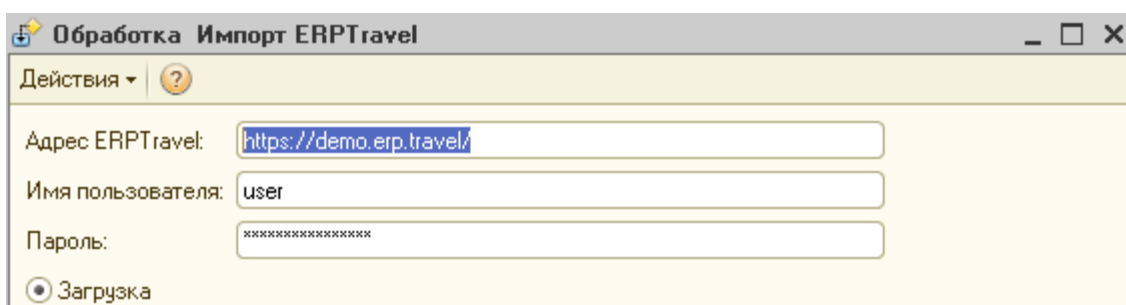 Обработка Импорт ERPTravel
Действия
Адрес ERPTravel: https://demo.erp.travel/
Имя пользователя: user
Пароль: ****************
Загрузка